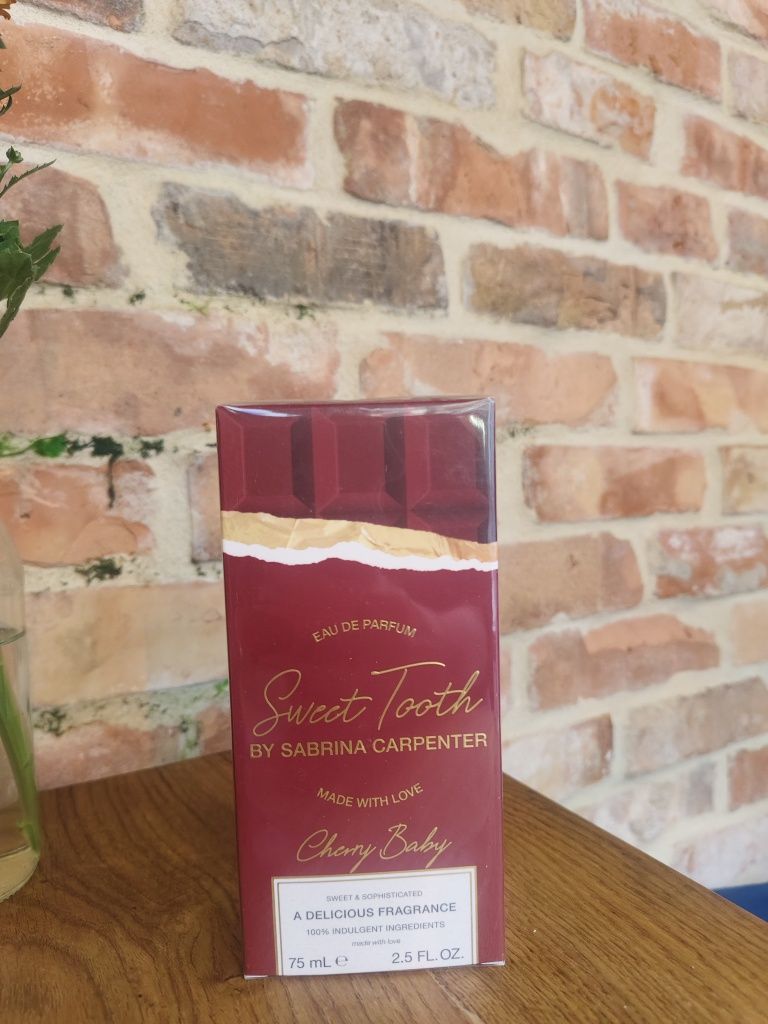 EAU DE PARFUM
Sweet Tooth
BY SABRINA CARPENTER
MADE WITH LOVE
Cherry Baby
SWEET & SOPHISTICATED
A DELICIOUS FRAGRANCE
100% INDULGENT INGREDIENTS
made with love
75 mL ℮ 2.5 FL. OZ.